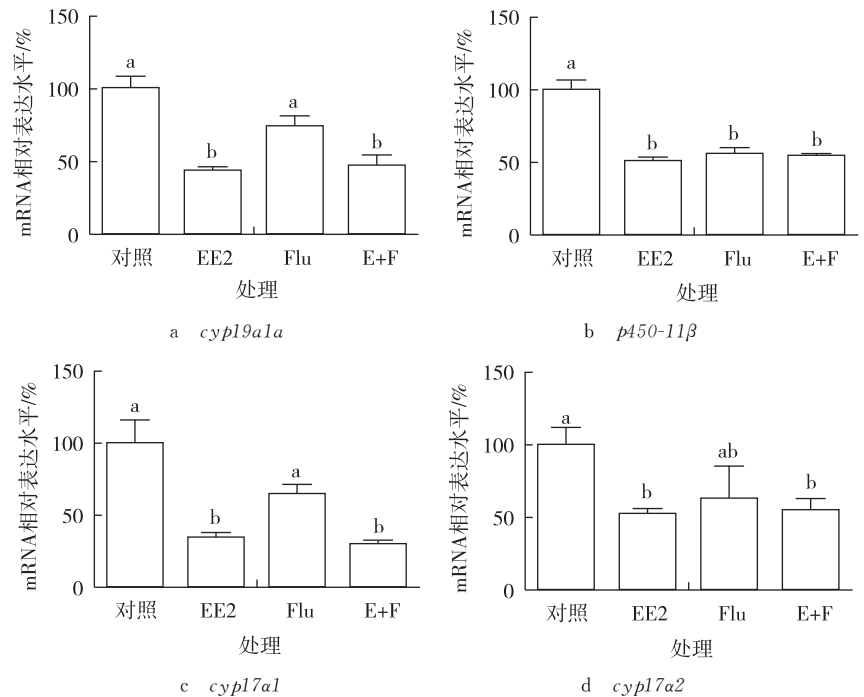 mRNA相对表达水平/%
150
100
50
0
a
b
a
b
对照 EE2 Flu E+F
处理
a cyp19a1a
mRNA相对表达水平/%
150
100
50
0
a
b
b
b
对照 EE2 Flu E+F
处理
b p450-11β
mRNA相对表达水平/%
150
100
50
0
a
b
a
b
对照 EE2 Flu E+F
处理
c cyp17α1
mRNA相对表达水平/%
150
100
50
0
a
b
ab
b
对照 EE2 Flu E+F
处理
d cyp17α2